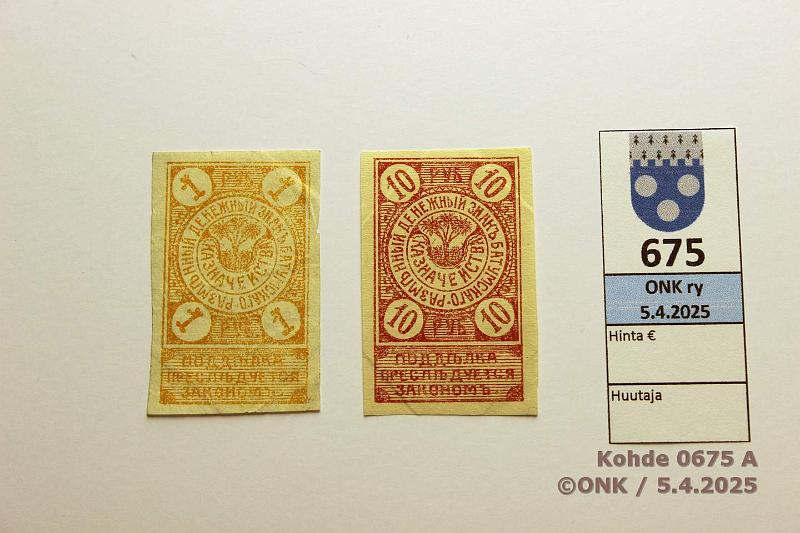 1 РУБ 1
РАЗМѢННЫЙ ДЕНЕЖНЫЙ ЗНАКЪ БАТУМСКАГО
КАЗНАЧЕЙСТВА
1 РУБ 1
ПОДДѢЛКА
ПРЕСЛѢДУЕТСЯ
ЗАКОНОМЪ
10 РУБ 10
РАЗМѢННЫЙ ДЕНЕЖНЫЙ ЗНАКЪ БАТУМСКАГО
КАЗНАЧЕЙСТВА
10 РУБ 10
ПОДДѢЛКА
ПРЕСЛѢДУЕТСЯ
ЗАКОНОМЪ
675
ONK ry
5.4.2025
Hinta €
Huutaja
Kohde 0675 A
©ONK / 5.4.2025